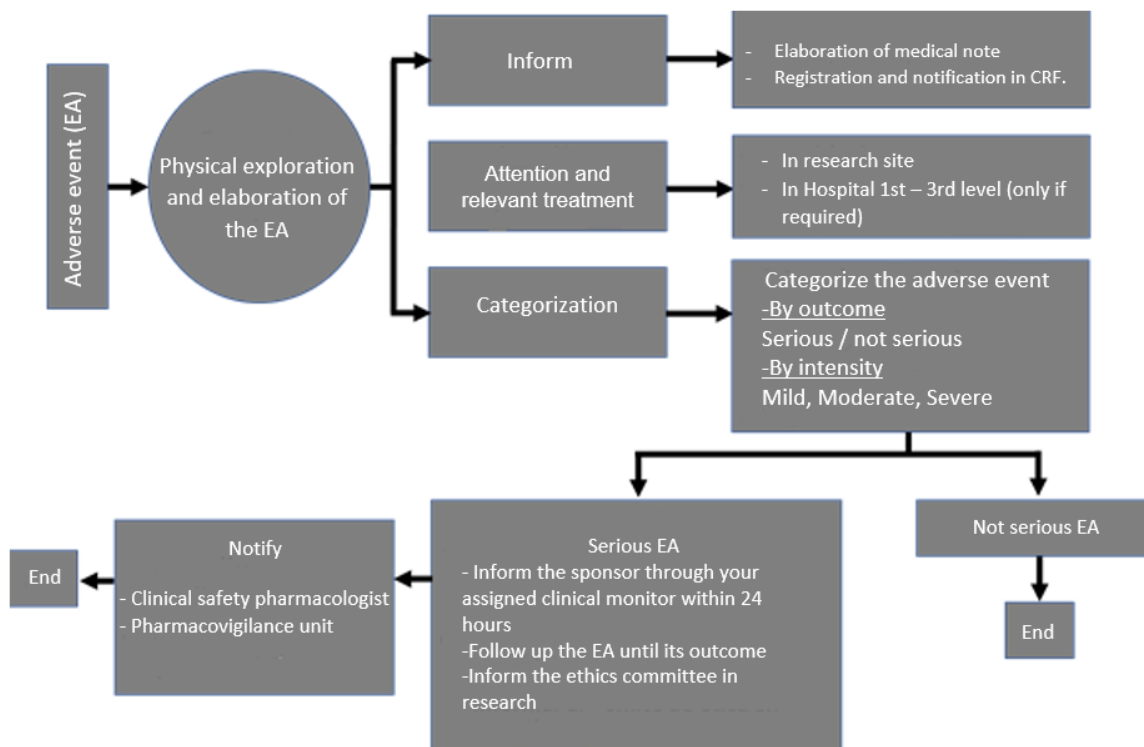 Adverse event (EA)
Physical exploration
and elaboration of
the EA
Inform
- Elaboration of medical note
- Registration and notification in CRF.
Attention and
relevant treatment
- In research site
- In Hospital 1st – 3rd level (only if
required)
Categorization
Categorize the adverse event
-By outcome
Serious / not serious
-By intensity
Mild, Moderate, Severe
Serious EA
- Inform the sponsor through your
assigned clinical monitor within 24
hours
-Follow up the EA until its outcome
-Inform the ethics committee in
research
Notify
- Clinical safety pharmacologist
- Pharmacovigilance unit
End
Not serious EA
End